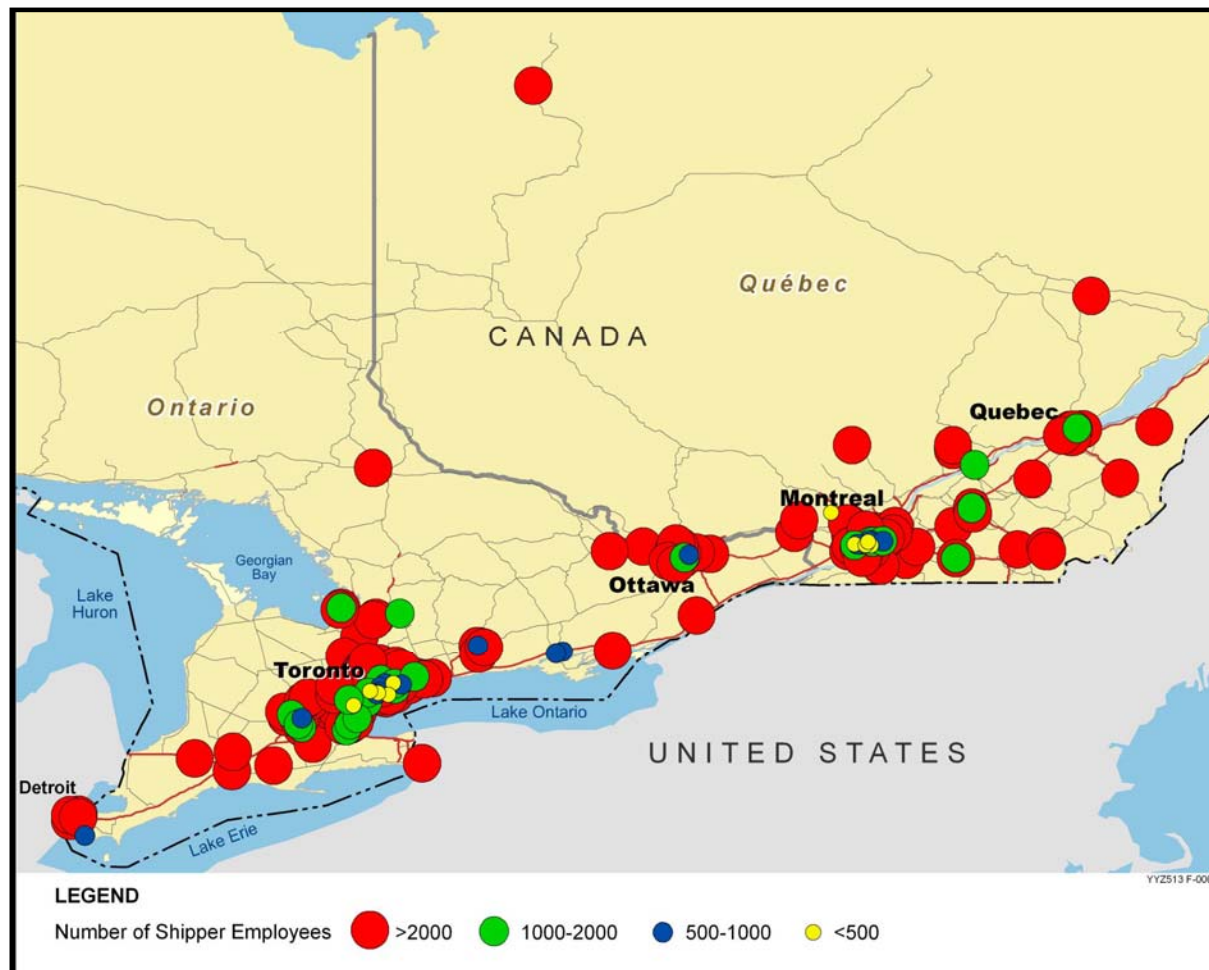 Québec
CANADA
Ontario
Quebec
Montreal
Georgian
Bay
Ottawa
Lake
Huron
Toronto
Lake Ontario
UNITED STATES
Detroit
Lake Erie
LEGEND
Number of Shipper Employees >2000 1000-2000 500-1000 <500